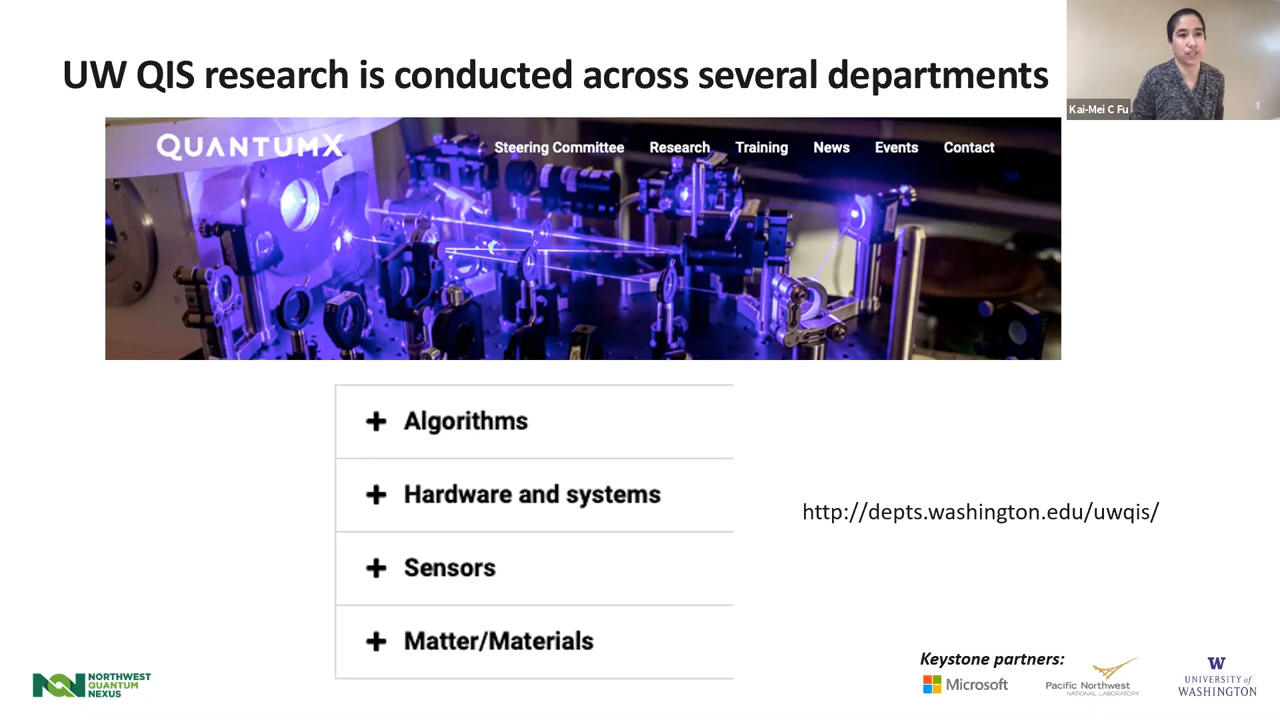 UW QIS research is conducted across several departments
Kai-Mei C Fu
QUANTUMX
Steering Committee Research Training News Events Contact
+ Algorithms
+ Hardware and systems
+ Sensors
+ Matter/Materials
http://depts.washington.edu/uwqis/
NORTHWEST
QUANTUM
NEXUS
Keystone partners:
Microsoft
Pacific Northwest
NATIONAL LABORATORY
W
UNIVERSITY of
WASHINGTON